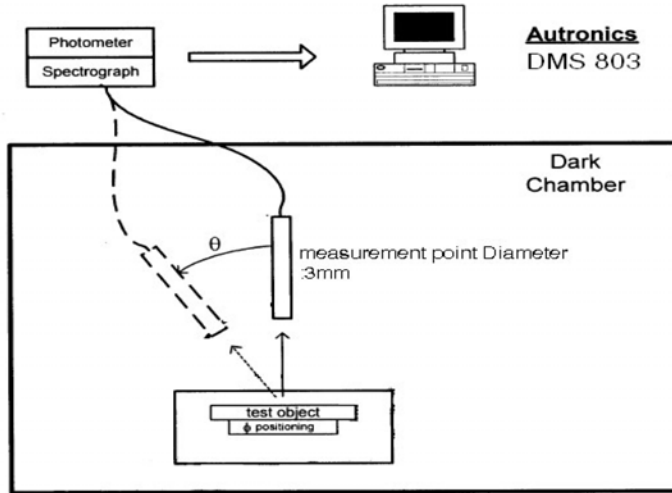 Photometer
Spectrograph
Autronics
DMS 803
Dark
Chamber
θ
measurement point Diameter
:3mm
test object
ϕ positioning